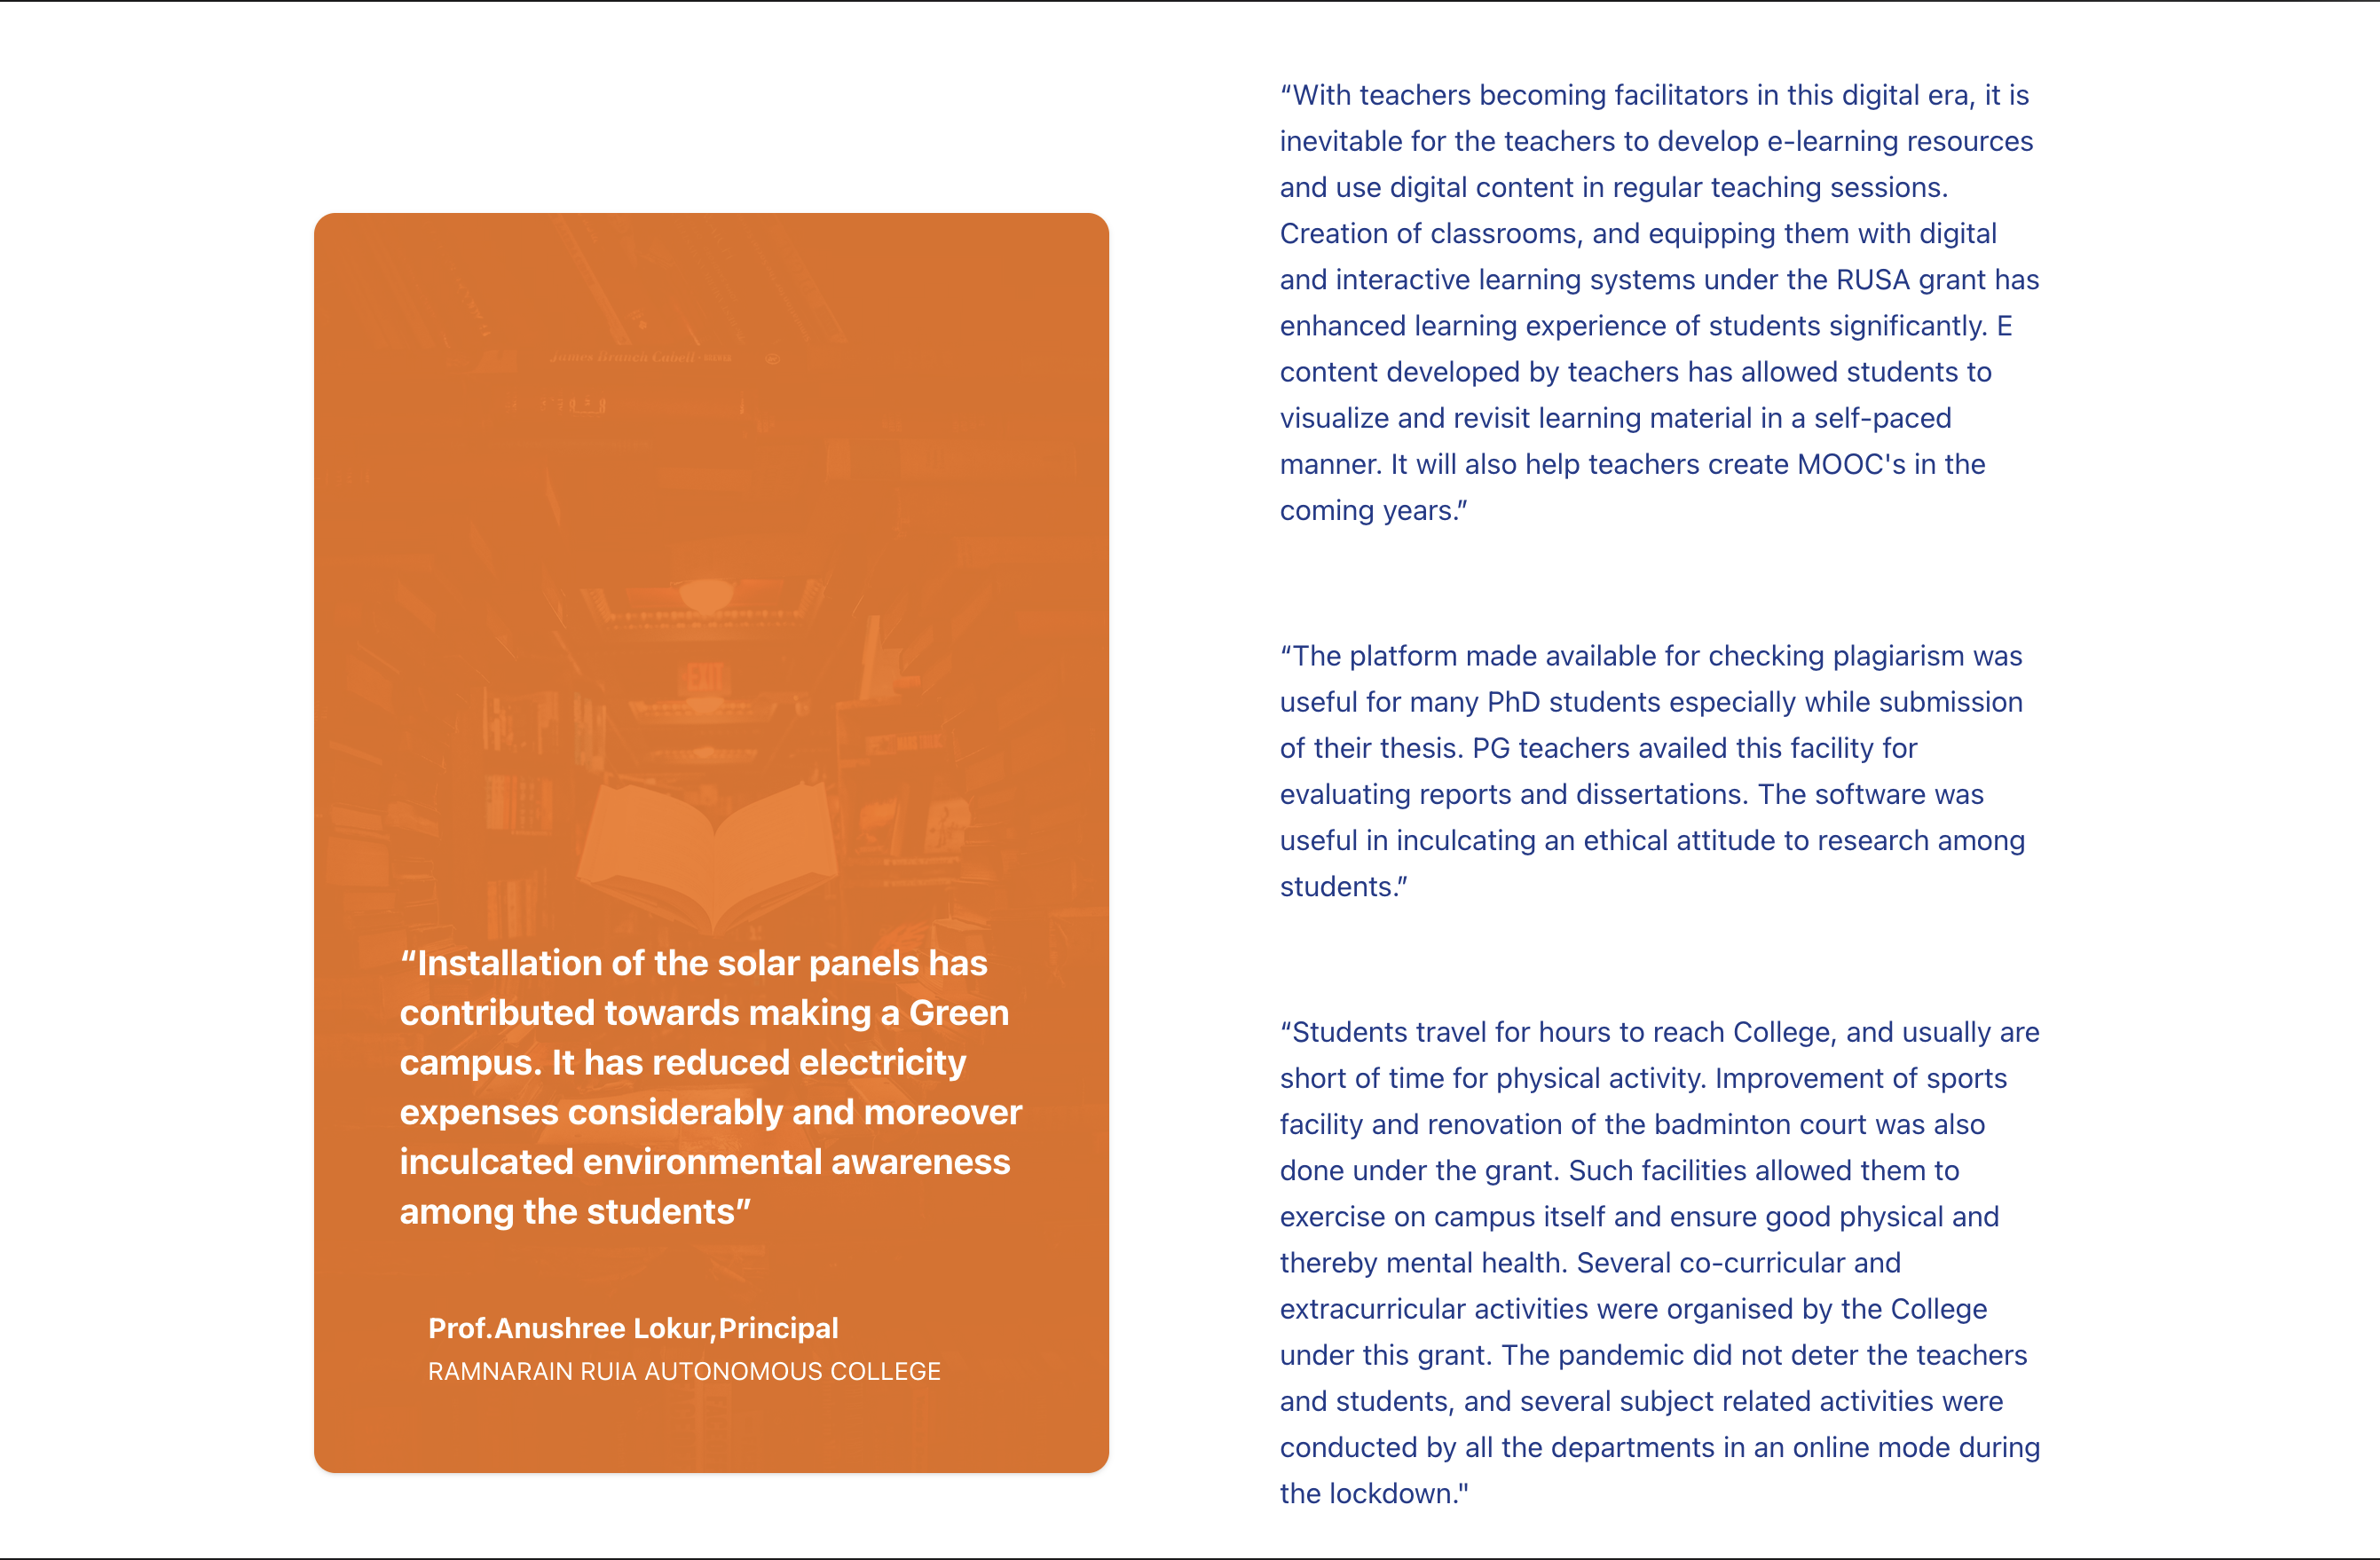 “Installation of the solar panels has
contributed towards making a Green
campus. It has reduced electricity
expenses considerably and moreover
inculcated environmental awareness
among the students”
Prof.Anushree Lokur,Principal
RAMNARAIN RUIA AUTONOMOUS COLLEGE
James Branch Cabell
EXIT
“With teachers becoming facilitators in this digital era, it is
inevitable for the teachers to develop e-learning resources
and use digital content in regular teaching sessions.
Creation of classrooms, and equipping them with digital
and interactive learning systems under the RUSA grant has
enhanced learning experience of students significantly. E
content developed by teachers has allowed students to
visualize and revisit learning material in a self-paced
manner. It will also help teachers create MOOC's in the
coming years.”
“The platform made available for checking plagiarism was
useful for many PhD students especially while submission
of their thesis. PG teachers availed this facility for
evaluating reports and dissertations. The software was
useful in inculcating an ethical attitude to research among
students.”
“Students travel for hours to reach College, and usually are
short of time for physical activity. Improvement of sports
facility and renovation of the badminton court was also
done under the grant. Such facilities allowed them to
exercise on campus itself and ensure good physical and
thereby mental health. Several co-curricular and
extracurricular activities were organised by the College
under this grant. The pandemic did not deter the teachers
and students, and several subject related activities were
conducted by all the departments in an online mode during
the lockdown."